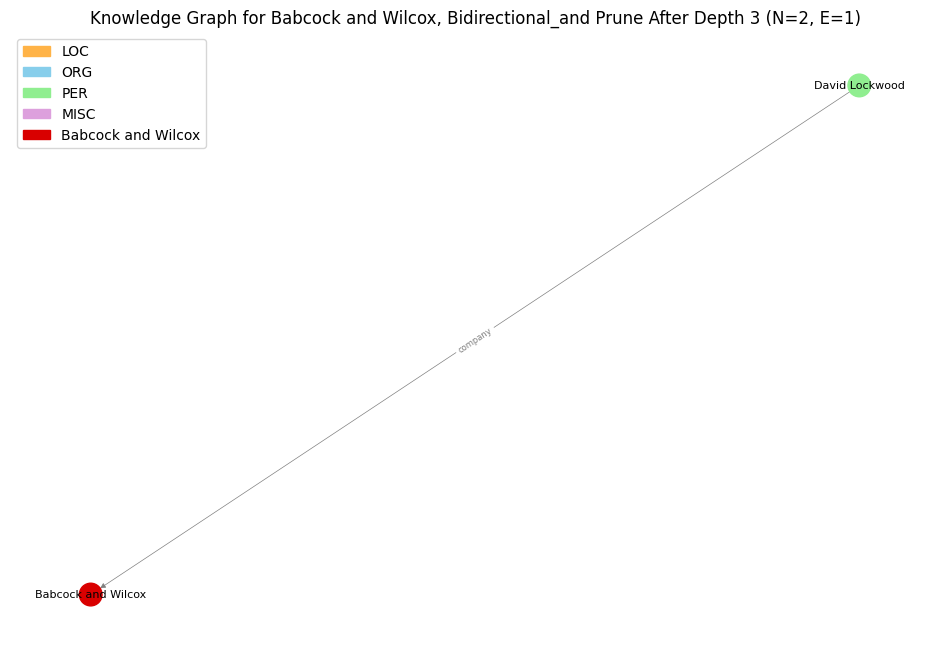 Knowledge Graph for Babcock and Wilcox, Bidirectional_and Prune After Depth 3 (N=2, E=1)
LOC
ORG
PER
MISC
Babcock and Wilcox
David Lockwood
company
Babcock and Wilcox